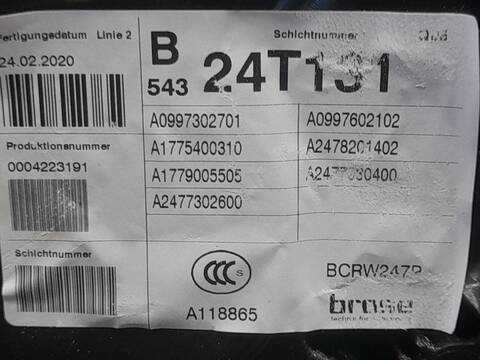 Fertigungsdatum Linie 2
24.02.2020
B
543
Schichtnummer
24T131
A0997302701
A0997602102
A1775400310
A2478201402
A1779005505
A2477302600
Produktionsnummer
0004223191
Schichtnummer
CCC S
A118865
brose